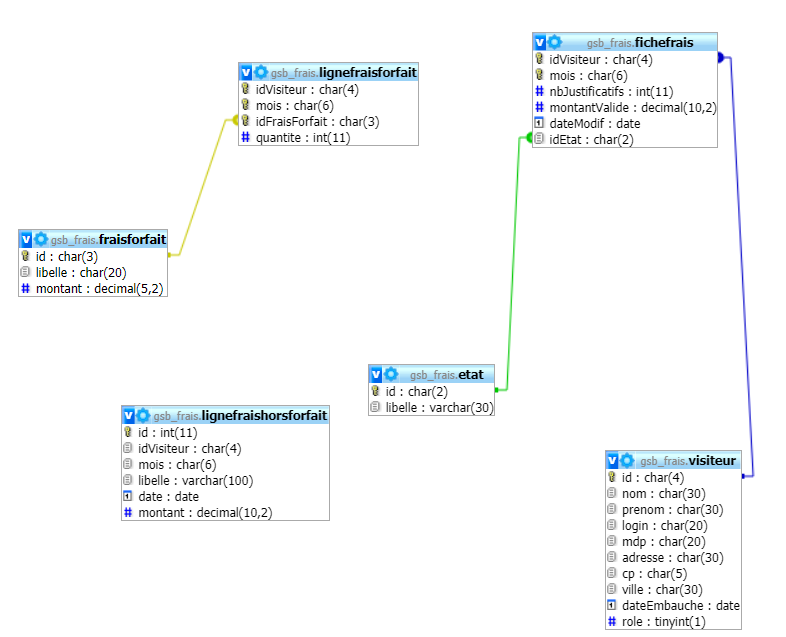 gsb_frais.fichefrais
idVisiteur : char(4)
mois : char(6)
nbJustificatifs : int(11)
montantValide : decimal(10,2)
dateModif : date
idEtat : char(2)
gsb_frais.lignefraisforfait
idVisiteur : char(4)
mois : char(6)
idFraisForfait : char(3)
quantite : int(11)
gsb_frais.fraisforfait
id : char(3)
libelle : char(20)
montant : decimal(5,2)
gsb_frais.etat
id : char(2)
libelle : varchar(30)
gsb_frais.lignefraishorsforfait
id : int(11)
idVisiteur : char(4)
mois : char(6)
libelle : varchar(100)
date : date
montant : decimal(10,2)
gsb_frais.visiteur
id : char(4)
nom : char(30)
prenom : char(30)
login : char(20)
mdp : char(20)
adresse : char(30)
cp : char(5)
ville : char(30)
dateEmbauche : date
role : tinyint(1)